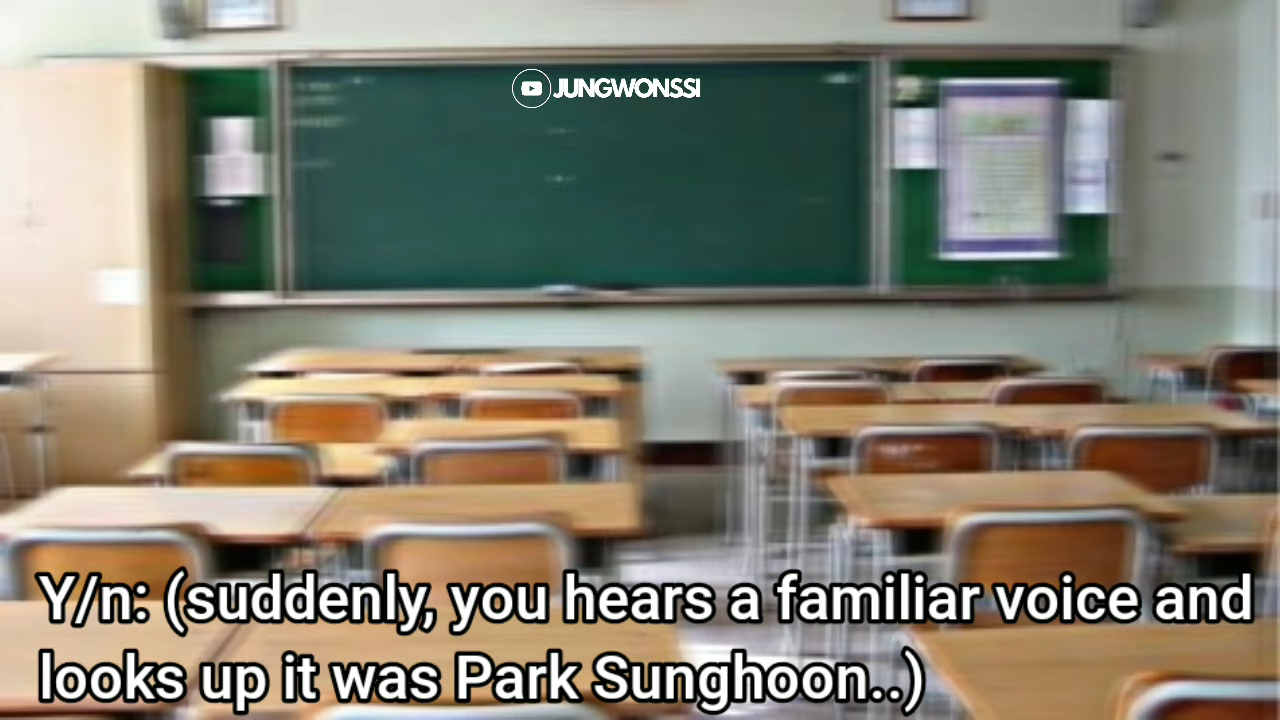 JUNGWONSSI
Y/n: (suddenly, you hears a familiar voice and
looks up it was Park Sunghoon..)